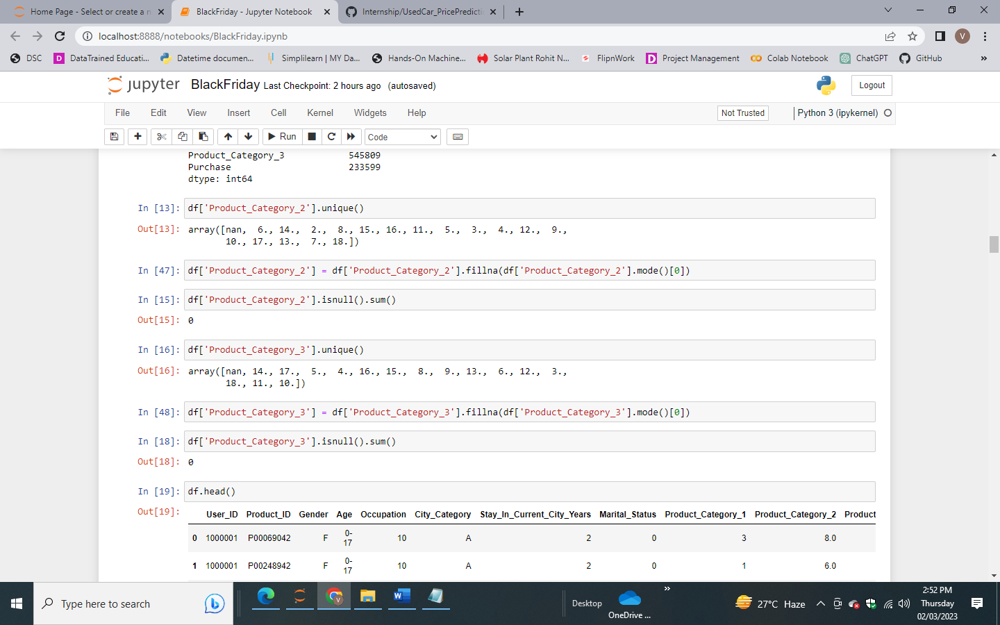 Home Page - Select or create a n
BlackFriday - Jupyter Notebook
Internship/UsedCar_PricePredicti
localhost:8888/notebooks/BlackFriday.ipynb
V
DSC
DataTrained Educati...
Datetime documen...
Simplilearn | MY Da...
Hands-On Machine...
Solar Plant Rohit N...
FlipnWork
Project Management
Colab Notebook
ChatGPT
GitHub
»
jupyter BlackFriday Last Checkpoint: 2 hours ago (autosaved)
Logout
File Edit View Insert Cell Kernel Widgets Help
Not Trusted
Python 3 (ipykernel)
Run
Code
Product_Category_3 545809
Purchase 233599
dtype: int64
In [13]: df['Product_Category_2'].unique()
Out[13]: array([nan, 6., 14., 2., 8., 15., 16., 11., 5., 3., 4., 12., 9.,
10., 17., 13., 7., 18.])
In [47]: df['Product_Category_2'] = df['Product_Category_2'].fillna(df['Product_Category_2'].mode()[0])
In [15]: df['Product_Category_2'].isnull().sum()
Out[15]: 0
In [16]: df['Product_Category_3'].unique()
Out[16]: array([nan, 14., 17., 5., 4., 16., 15., 8., 9., 13., 6., 12., 3.,
18., 11., 10.])
In [48]: df['Product_Category_3'] = df['Product_Category_3'].fillna(df['Product_Category_3'].mode()[0])
In [18]: df['Product_Category_3'].isnull().sum()
Out[18]: 0
In [19]: df.head()
Out[19]:
User_ID Product_ID Gender Age Occupation City_Category Stay_In_Current_City_Years Marital_Status Product_Category_1 Product_Category_2 Product
0 1000001 P00069042 F 0-17 10 A 2 0 3 8.0
1 1000001 P00248942 F 0-17 10 A 2 0 1 6.0
Type here to search
Desktop
OneDrive ...
»
27°C Haze
2:52 PM
Thursday
02/03/2023